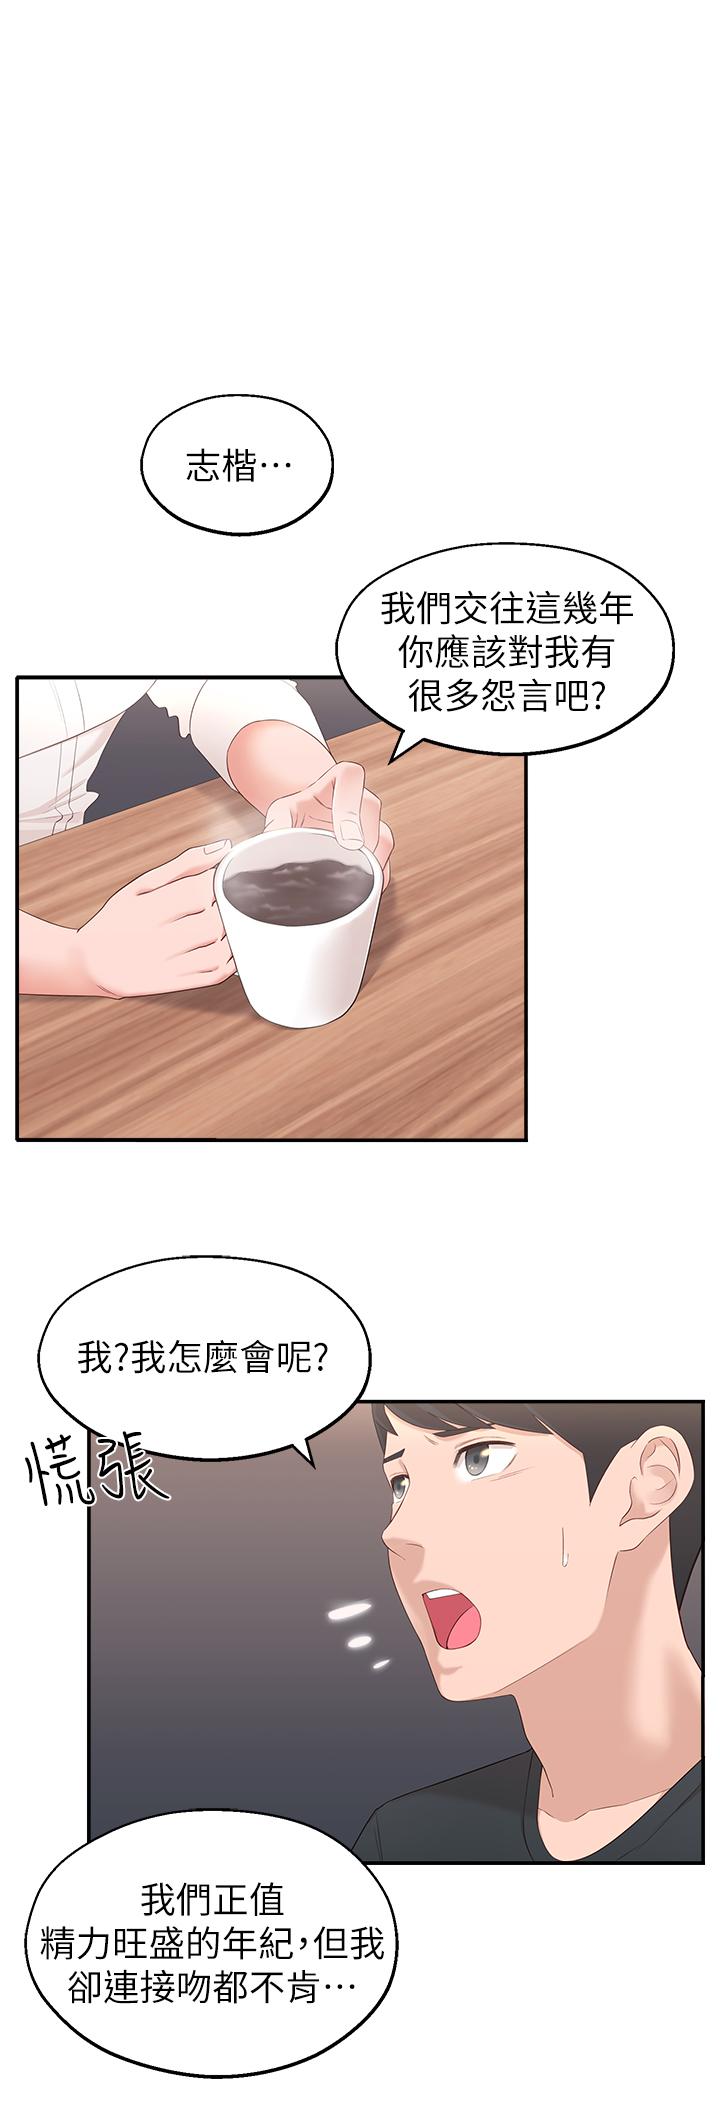 志楷…
我們交往這幾年
你應該對我有
很多怨言吧?
我?我怎麼會呢?
慌張
我們正值
精力旺盛的年紀,但我
卻連接吻都不肯…